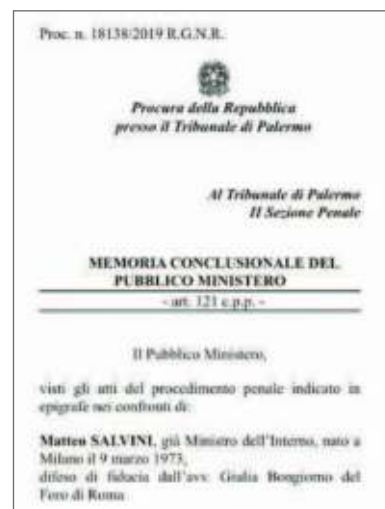 Proc. n. 18138/2019 R.G.N.R.
Procura della Repubblica
presso il Tribunale di Palermo
Al Tribunale di Palermo
II Sezione Penale
MEMORIA CONCLUSIONALE DEL
PUBBLICO MINISTERO
- art. 121 c.p.p. -
Il Pubblico Ministero,
visti gli atti del procedimento penale indicato in
epigrafe nei confronti di:
Matteo SALVINI, già Ministro dell'Interno, nato a
Milano il 9 marzo 1973,
difeso di fiducia dall'avv. Giulia Bongiorno del
Foro di Roma